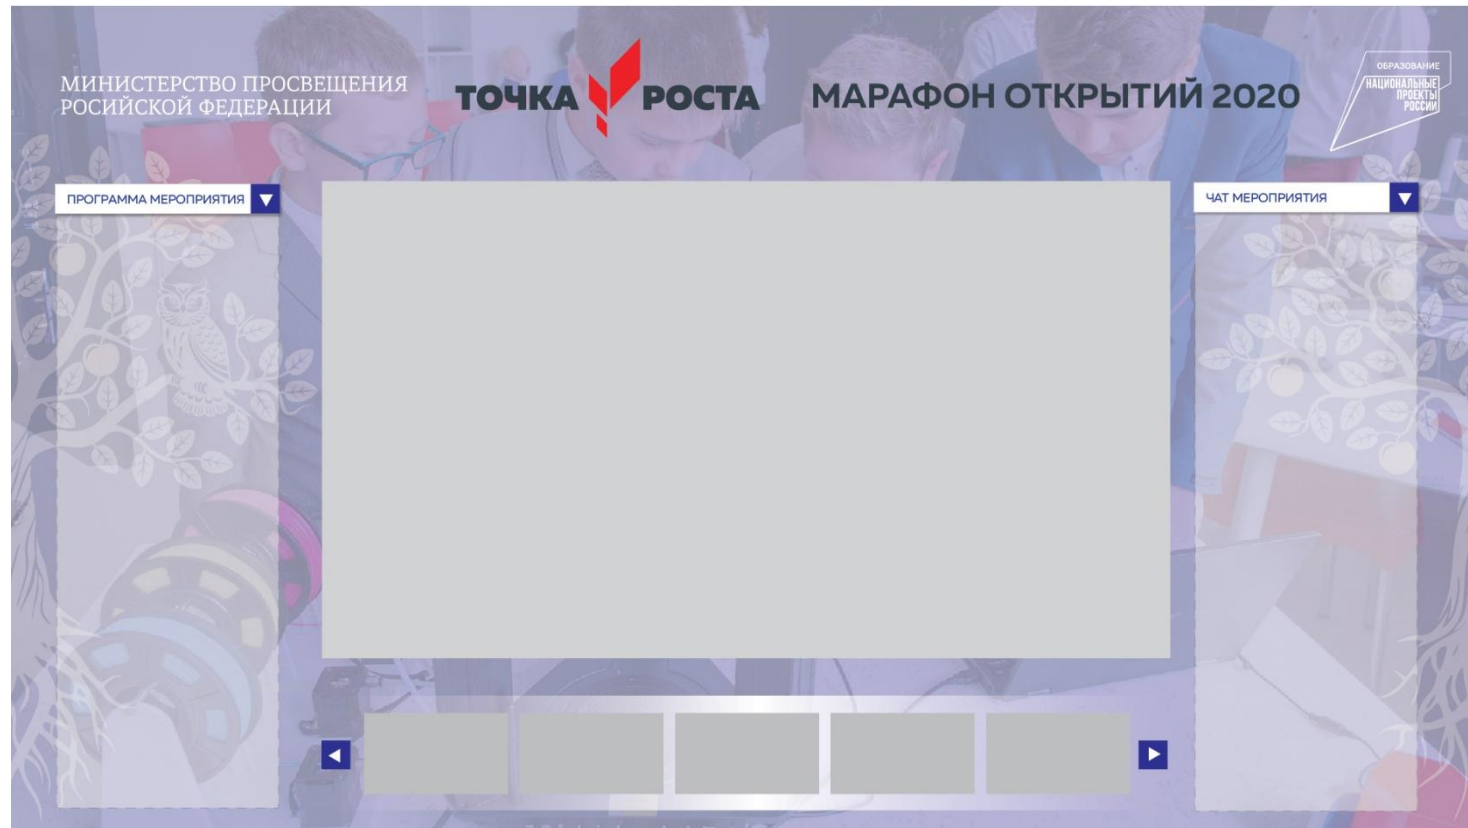 МИНИСТЕРСТВО ПРОСВЕЩЕНИЯ
РОСИЙСКОЙ ФЕДЕРАЦИИ
ТОЧКА РОСТА
МАРАФОН ОТКРЫТИЙ 2020
ОБРАЗОВАНИЕ
НАЦИОНАЛЬНЫЕ
ПРОЕКТЫ
РОССИИ
ПРОГРАММА МЕРОПРИЯТИЯ
ЧАТ МЕРОПРИЯТИЯ